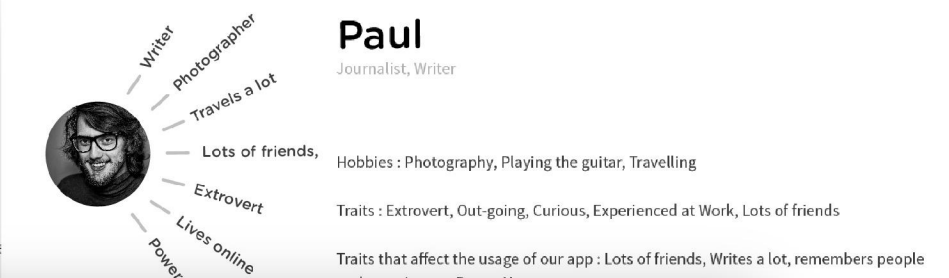 Paul
Journalist, Writer
Writer
Photographer
Travels a lot
Lots of friends,
Extrovert
Lives online
Power
Hobbies : Photography, Playing the guitar, Travelling
Traits : Extrovert, Out-going, Curious, Experienced at Work, Lots of friends
Traits that affect the usage of our app : Lots of friends, Writes a lot, remembers people